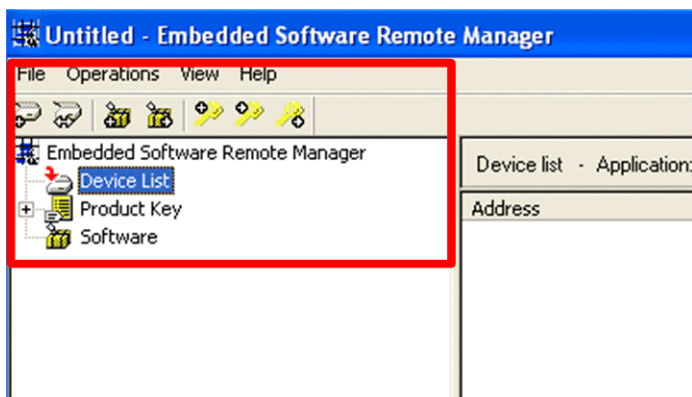 Untitled - Embedded Software Remote Manager
File Operations View Help
Embedded Software Remote Manager
Device List
Product Key
Software
Device list - Application:
Address